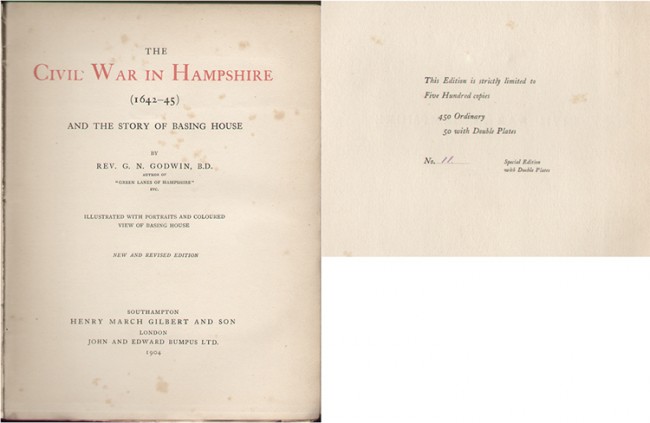 THE
CIVIL WAR IN HAMPSHIRE
(1642–45)
AND THE STORY OF BASING HOUSE
BY
REV. G. N. GODWIN, B.D.
AUTHOR OF
"GREEN LANES OF HAMPSHIRE"
ETC.
ILLUSTRATED WITH PORTRAITS AND COLOURED
VIEW OF BASING HOUSE
NEW AND REVISED EDITION
SOUTHAMPTON
HENRY MARCH GILBERT AND SON
LONDON
JOHN AND EDWARD BUMPUS LTD.
1904
This Edition is strictly limited to
Five Hundred copies
450 Ordinary
50 with Double Plates
No. 11 Special Edition
with Double Plates